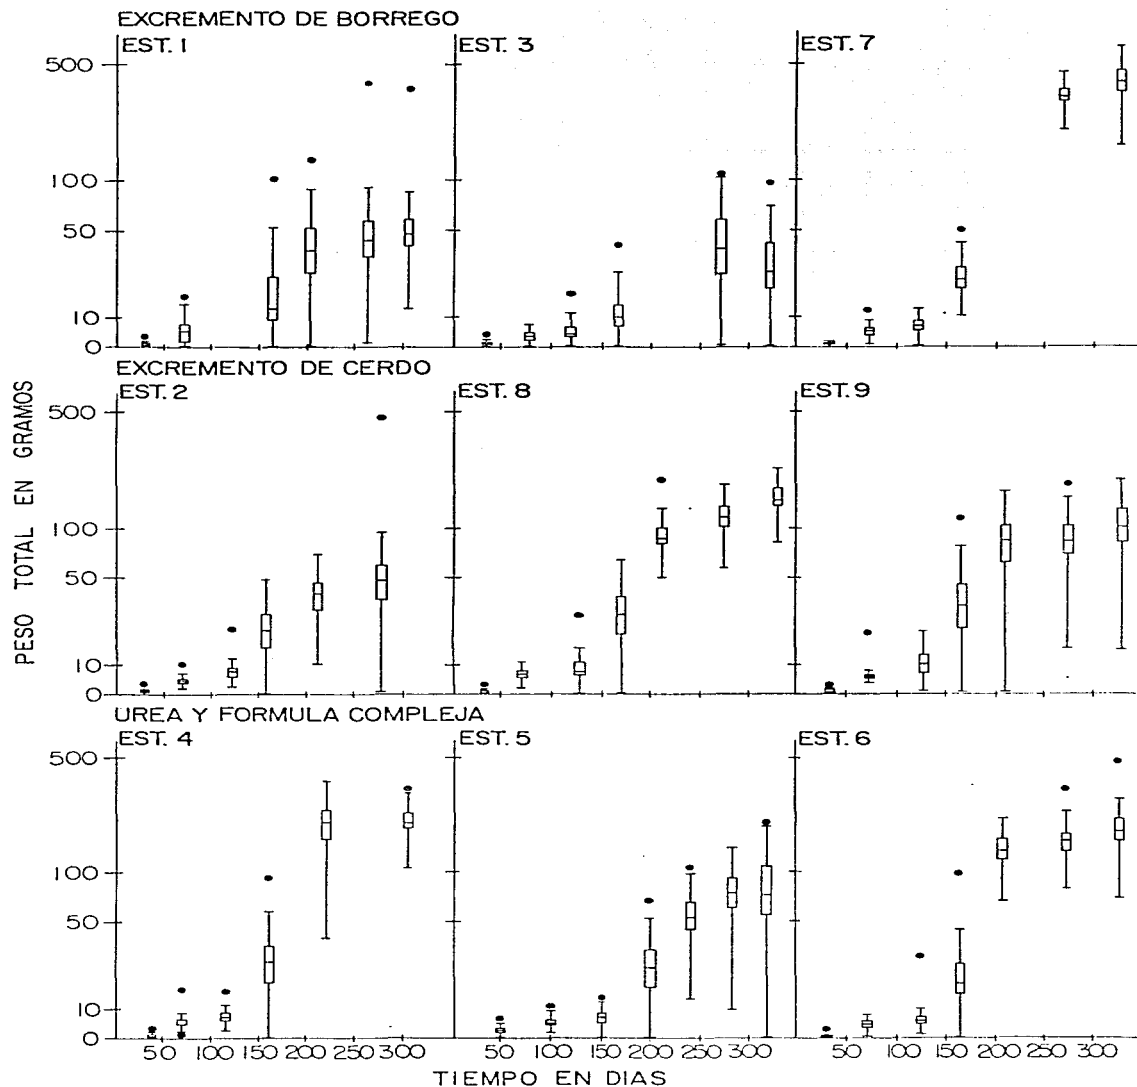 EXCREMENTO DE BORREGO
EST. 1 EST. 3 EST. 7
500
100
50
10
0
EXCREMENTO DE CERDO
EST. 2 EST. 8 EST. 9
500
100
50
10
0
UREA Y FORMULA COMPLEJA
EST. 4 EST. 5 EST. 6
500
100
50
10
0
50 100 150 200 250 300 50 100 150 200 250 300 50 100 150 200 250 300
TIEMPO EN DIAS
PESO TOTAL EN GRAMOS